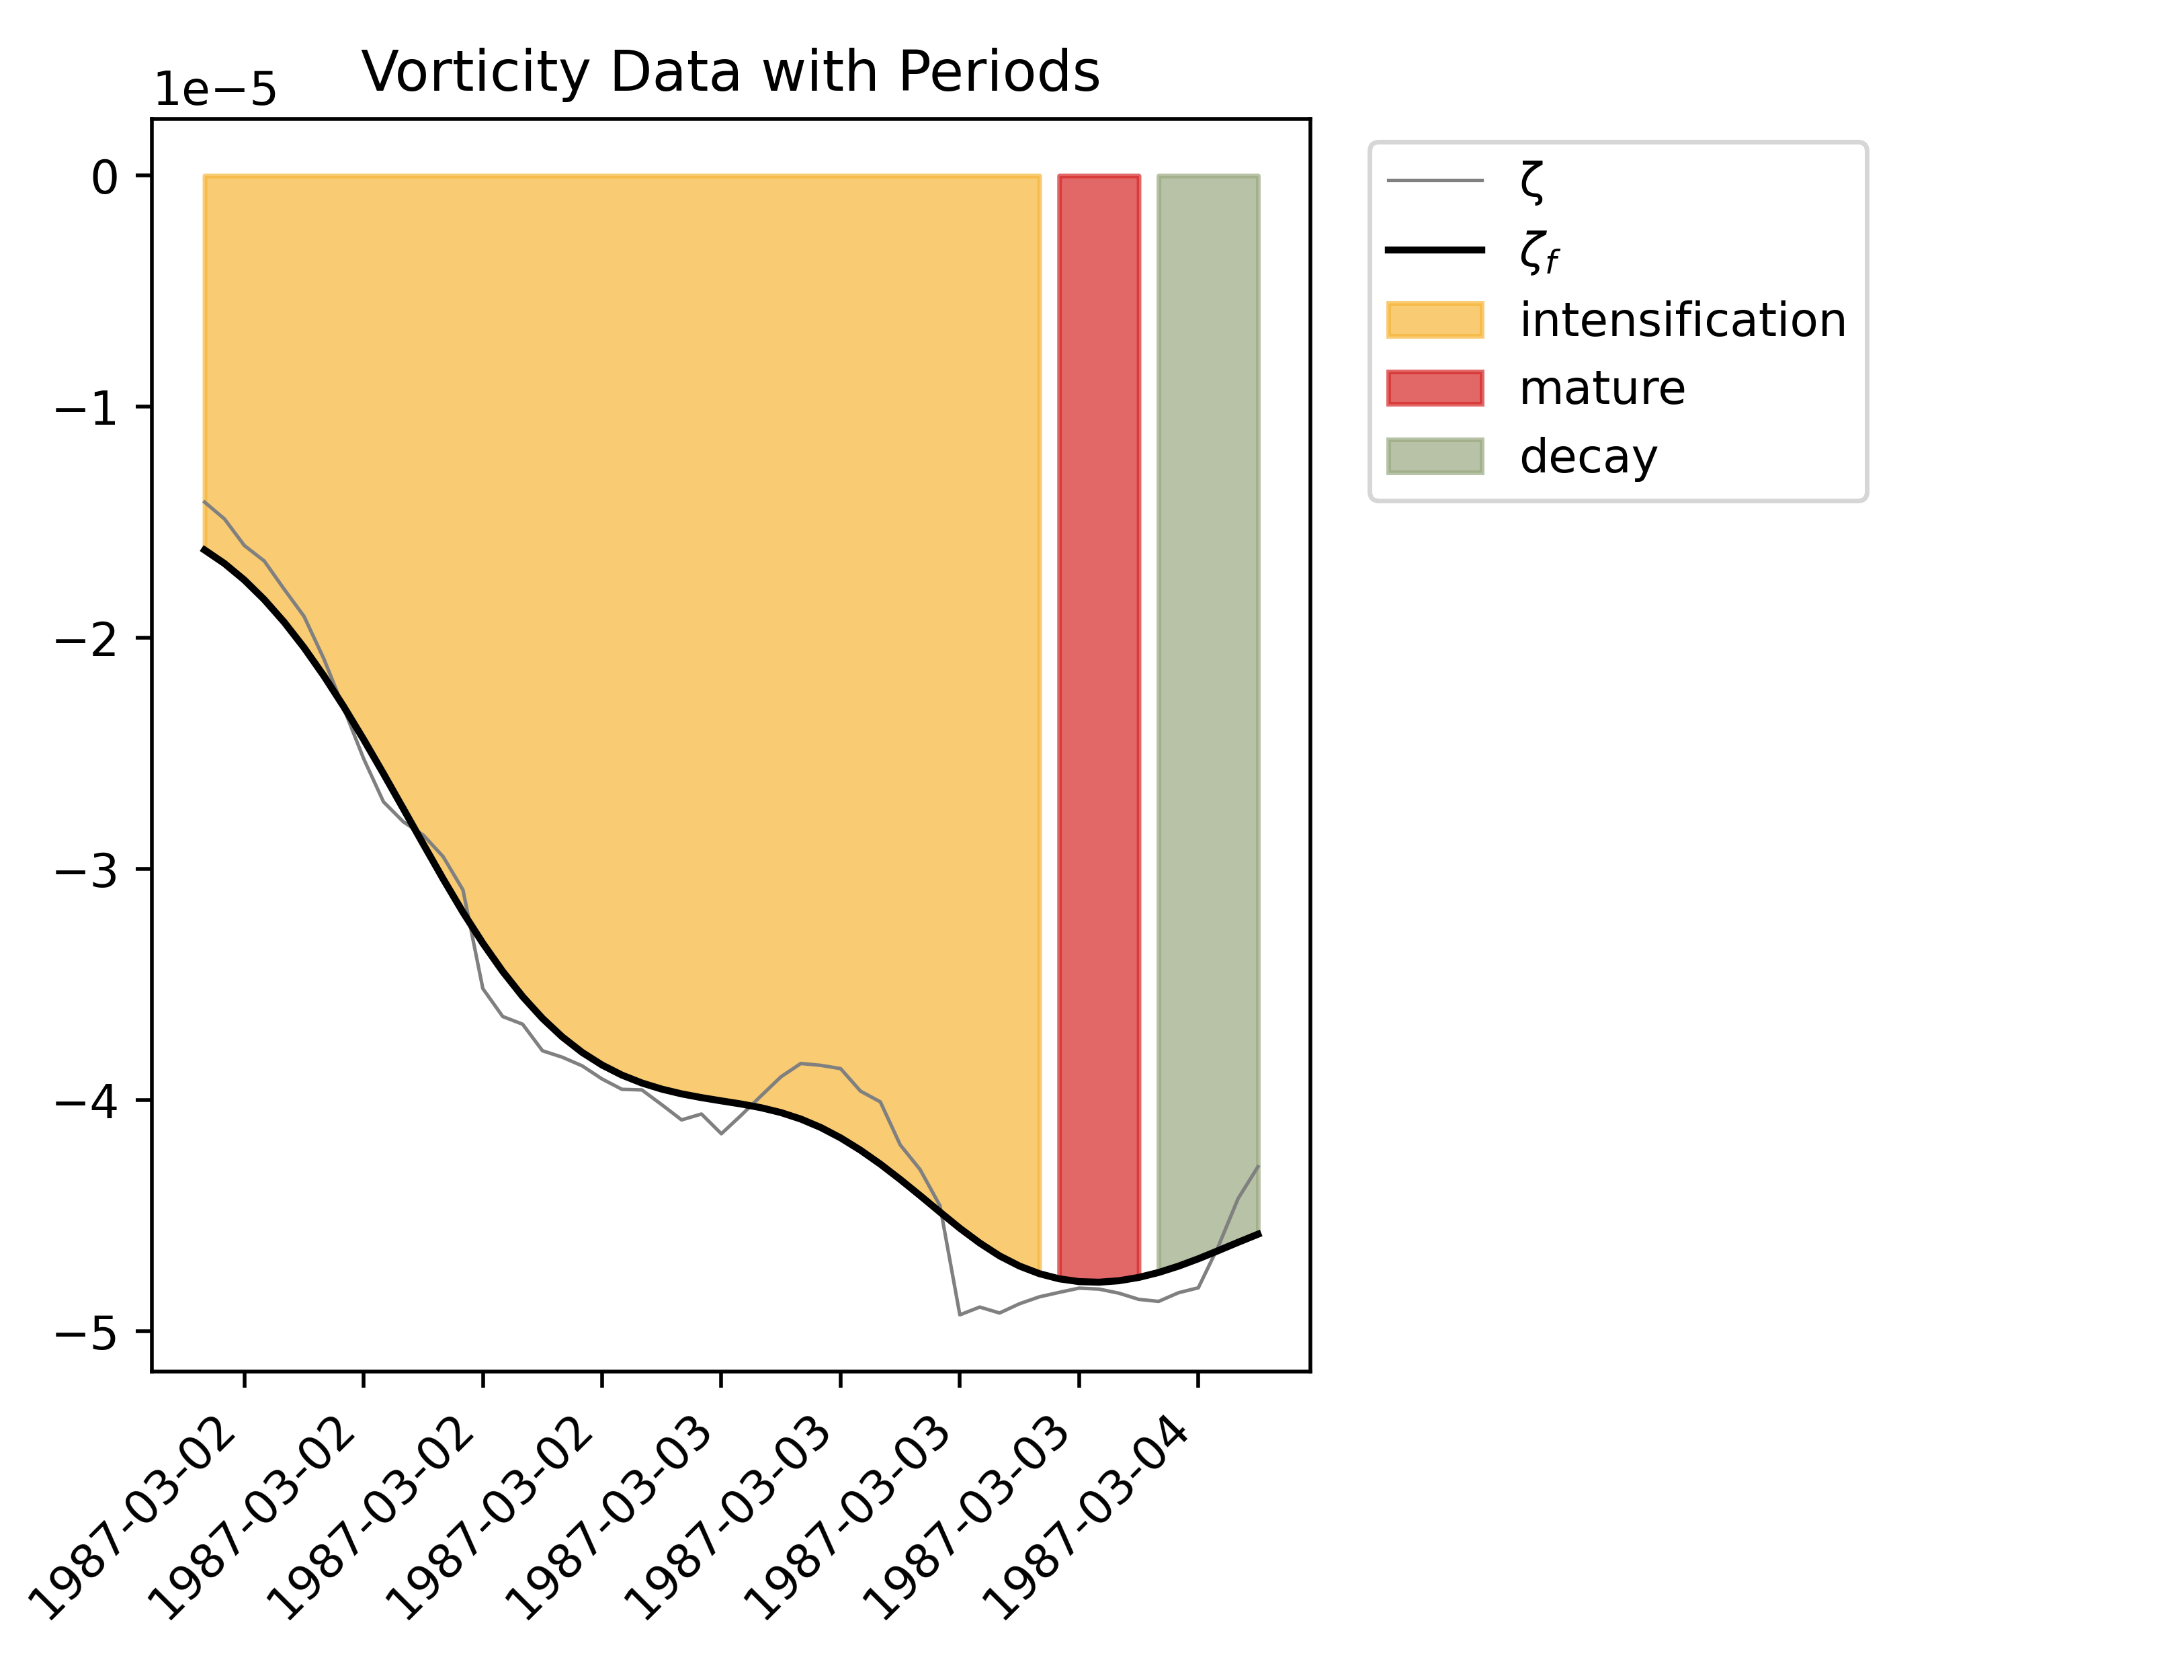 Vorticity Data with Periods
1e−5
0
−1
−2
−3
−4
−5
1987-03-02
1987-03-02
1987-03-02
1987-03-02
1987-03-03
1987-03-03
1987-03-03
1987-03-03
1987-03-04
ζ
ζf
intensification
mature
decay